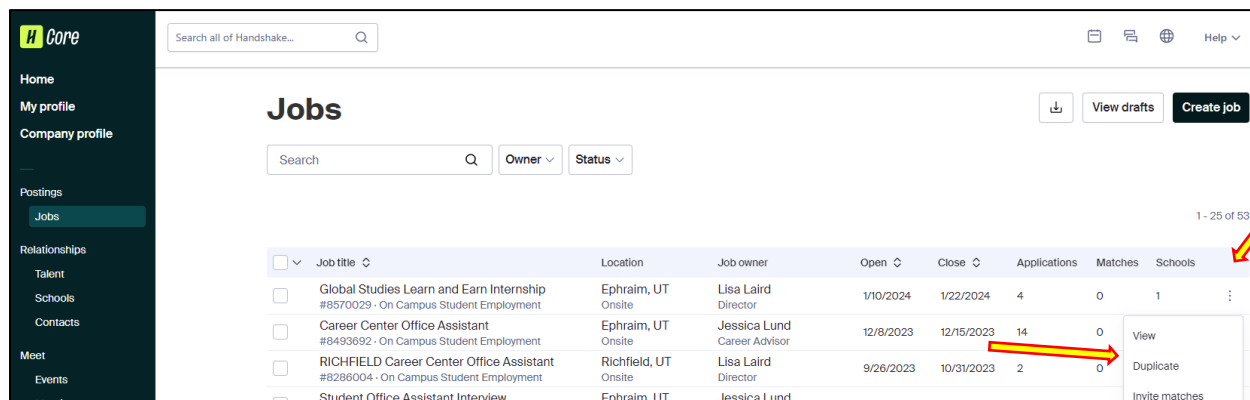 H Core
Search all of Handshake...
Help
Home
My profile
Company profile
Jobs
View drafts
Create job
Search
Owner
Status
Postings
Jobs
1 - 25 of 53
Relationships
Talent
Schools
Contacts
Meet
Events
Job title Location Job owner Open Close Applications Matches Schools
Global Studies Learn and Earn Internship Ephraim, UT Lisa Laird 1/10/2024 1/22/2024 4 0 1
#8570029 · On Campus Student Employment Onsite Director
Career Center Office Assistant Ephraim, UT Jessica Lund 12/8/2023 12/15/2023 14 0
#8493692 · On Campus Student Employment Onsite Career Advisor
RICHFIELD Career Center Office Assistant Richfield, UT Lisa Laird 9/26/2023 10/31/2023 2 0
#8286004 · On Campus Student Employment Onsite Director
Student Office Assistant Interview Ephraim, UT Jessica Lund
View
Duplicate
Invite matches